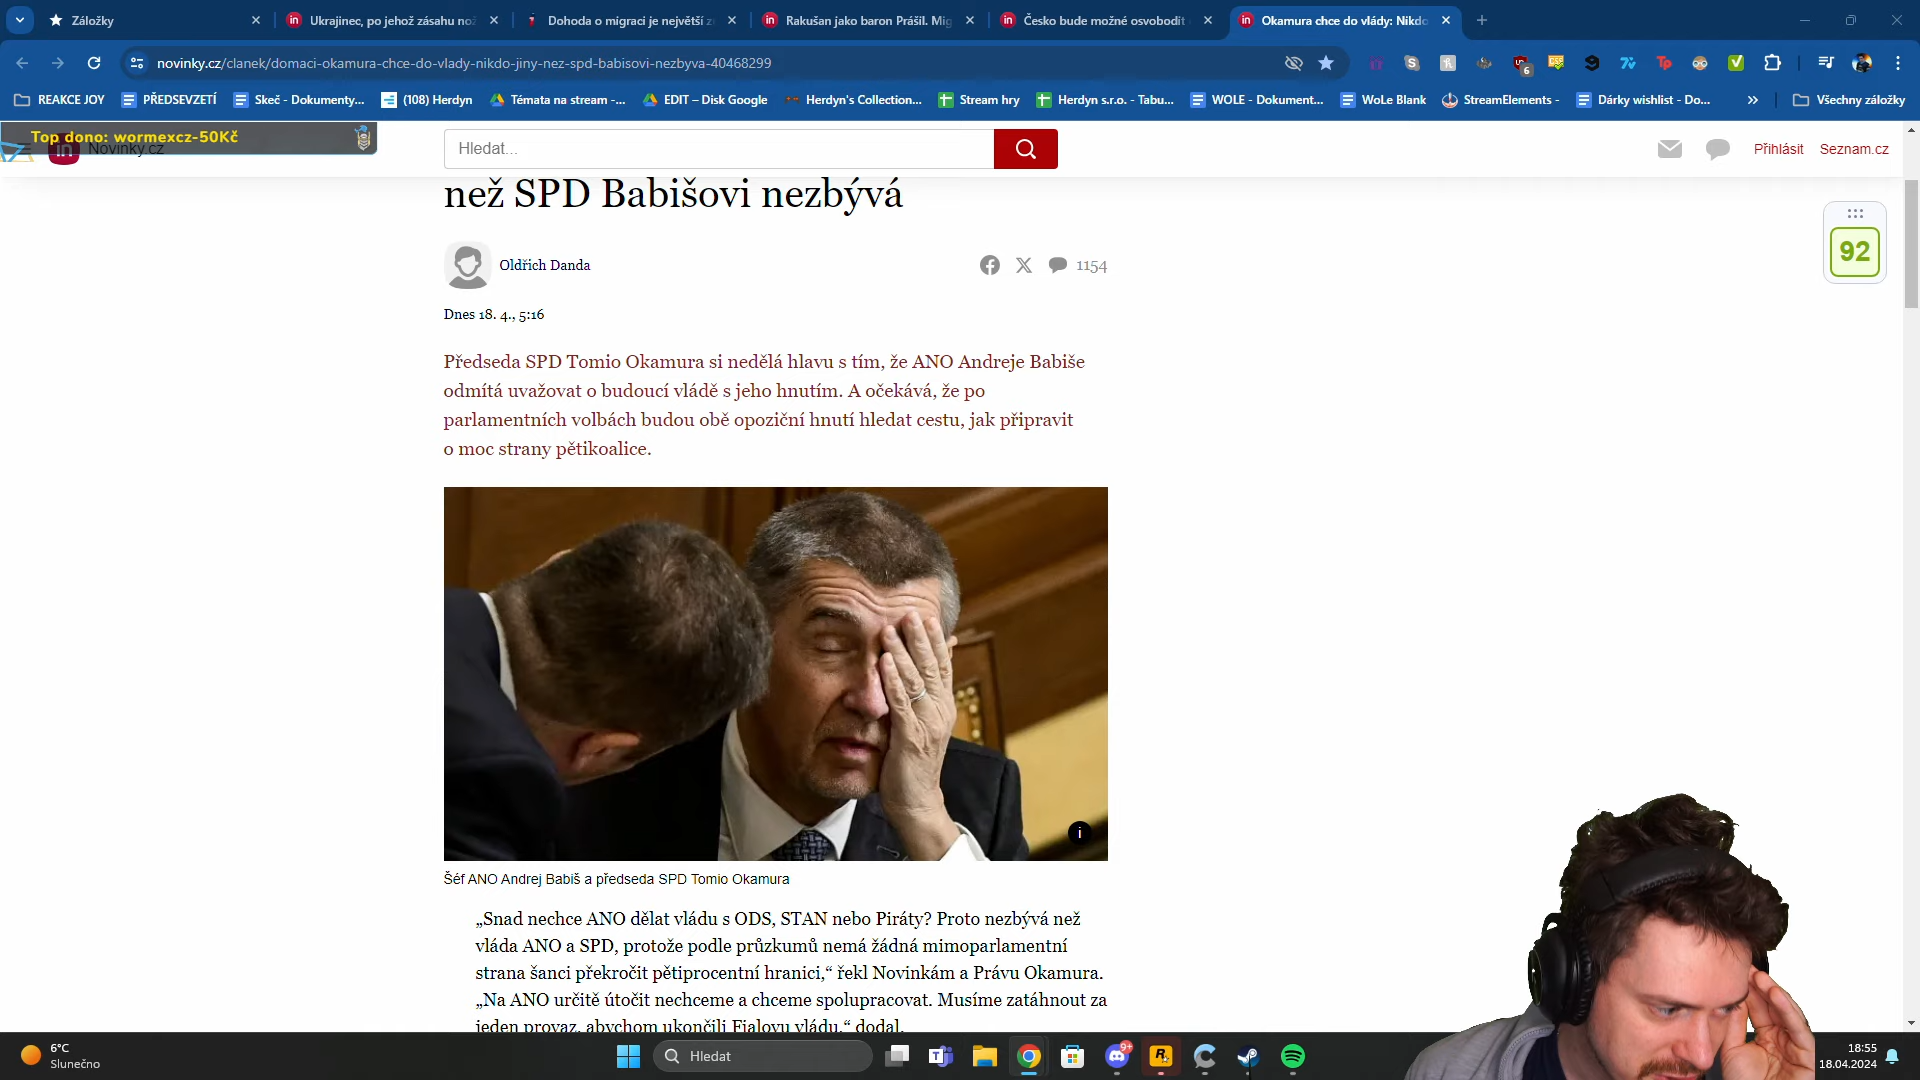 Záložky
Ukrajinec, po jehož zásahu nož
Dohoda o migraci je největší z
Rakušan jako baron Prášil. Mig
Česko bude možné osvobodit
Okamura chce do vlády: Nikdo
novinky.cz/clanek/domaci-okamura-chce-do-vlady-nikdo-jiny-nez-spd-babisovi-nezbyva-40468299
6
REAKCE JOY
PŘEDSEVZETÍ
Skeč - Dokumenty...
(108) Herdyn
Témata na stream -...
EDIT – Disk Google
Herdyn's Collection...
Stream hry
Herdyn s.r.o. - Tabu...
WOLE - Dokument...
WoLe Blank
StreamElements -
Dárky wishlist - Do...
»
Všechny záložky
Top dono: wormexcz-50Kč
Novinky.cz
Hledat...
Přihlásit
Seznam.cz
než SPD Babišovi nezbývá
92
Oldřich Danda
1154
Dnes 18. 4., 5:16
Předseda SPD Tomio Okamura si nedělá hlavu s tím, že ANO Andreje Babiše
odmítá uvažovat o budoucí vládě s jeho hnutím. A očekává, že po
parlamentních volbách budou obě opoziční hnutí hledat cestu, jak připravit
o moc strany pětikoalice.
i
Šéf ANO Andrej Babiš a předseda SPD Tomio Okamura
„Snad nechce ANO dělat vládu s ODS, STAN nebo Piráty? Proto nezbývá než
vláda ANO a SPD, protože podle průzkumů nemá žádná mimoparlamentní
strana šanci překročit pětiprocentní hranici,“ řekl Novinkám a Právu Okamura.
„Na ANO určitě útočit nechceme a chceme spolupracovat. Musíme zatáhnout za
jeden provaz, abychom ukončili Fialovu vládu,“ dodal.
6°C
Slunečno
Hledat
9+
18:55
18.04.2024